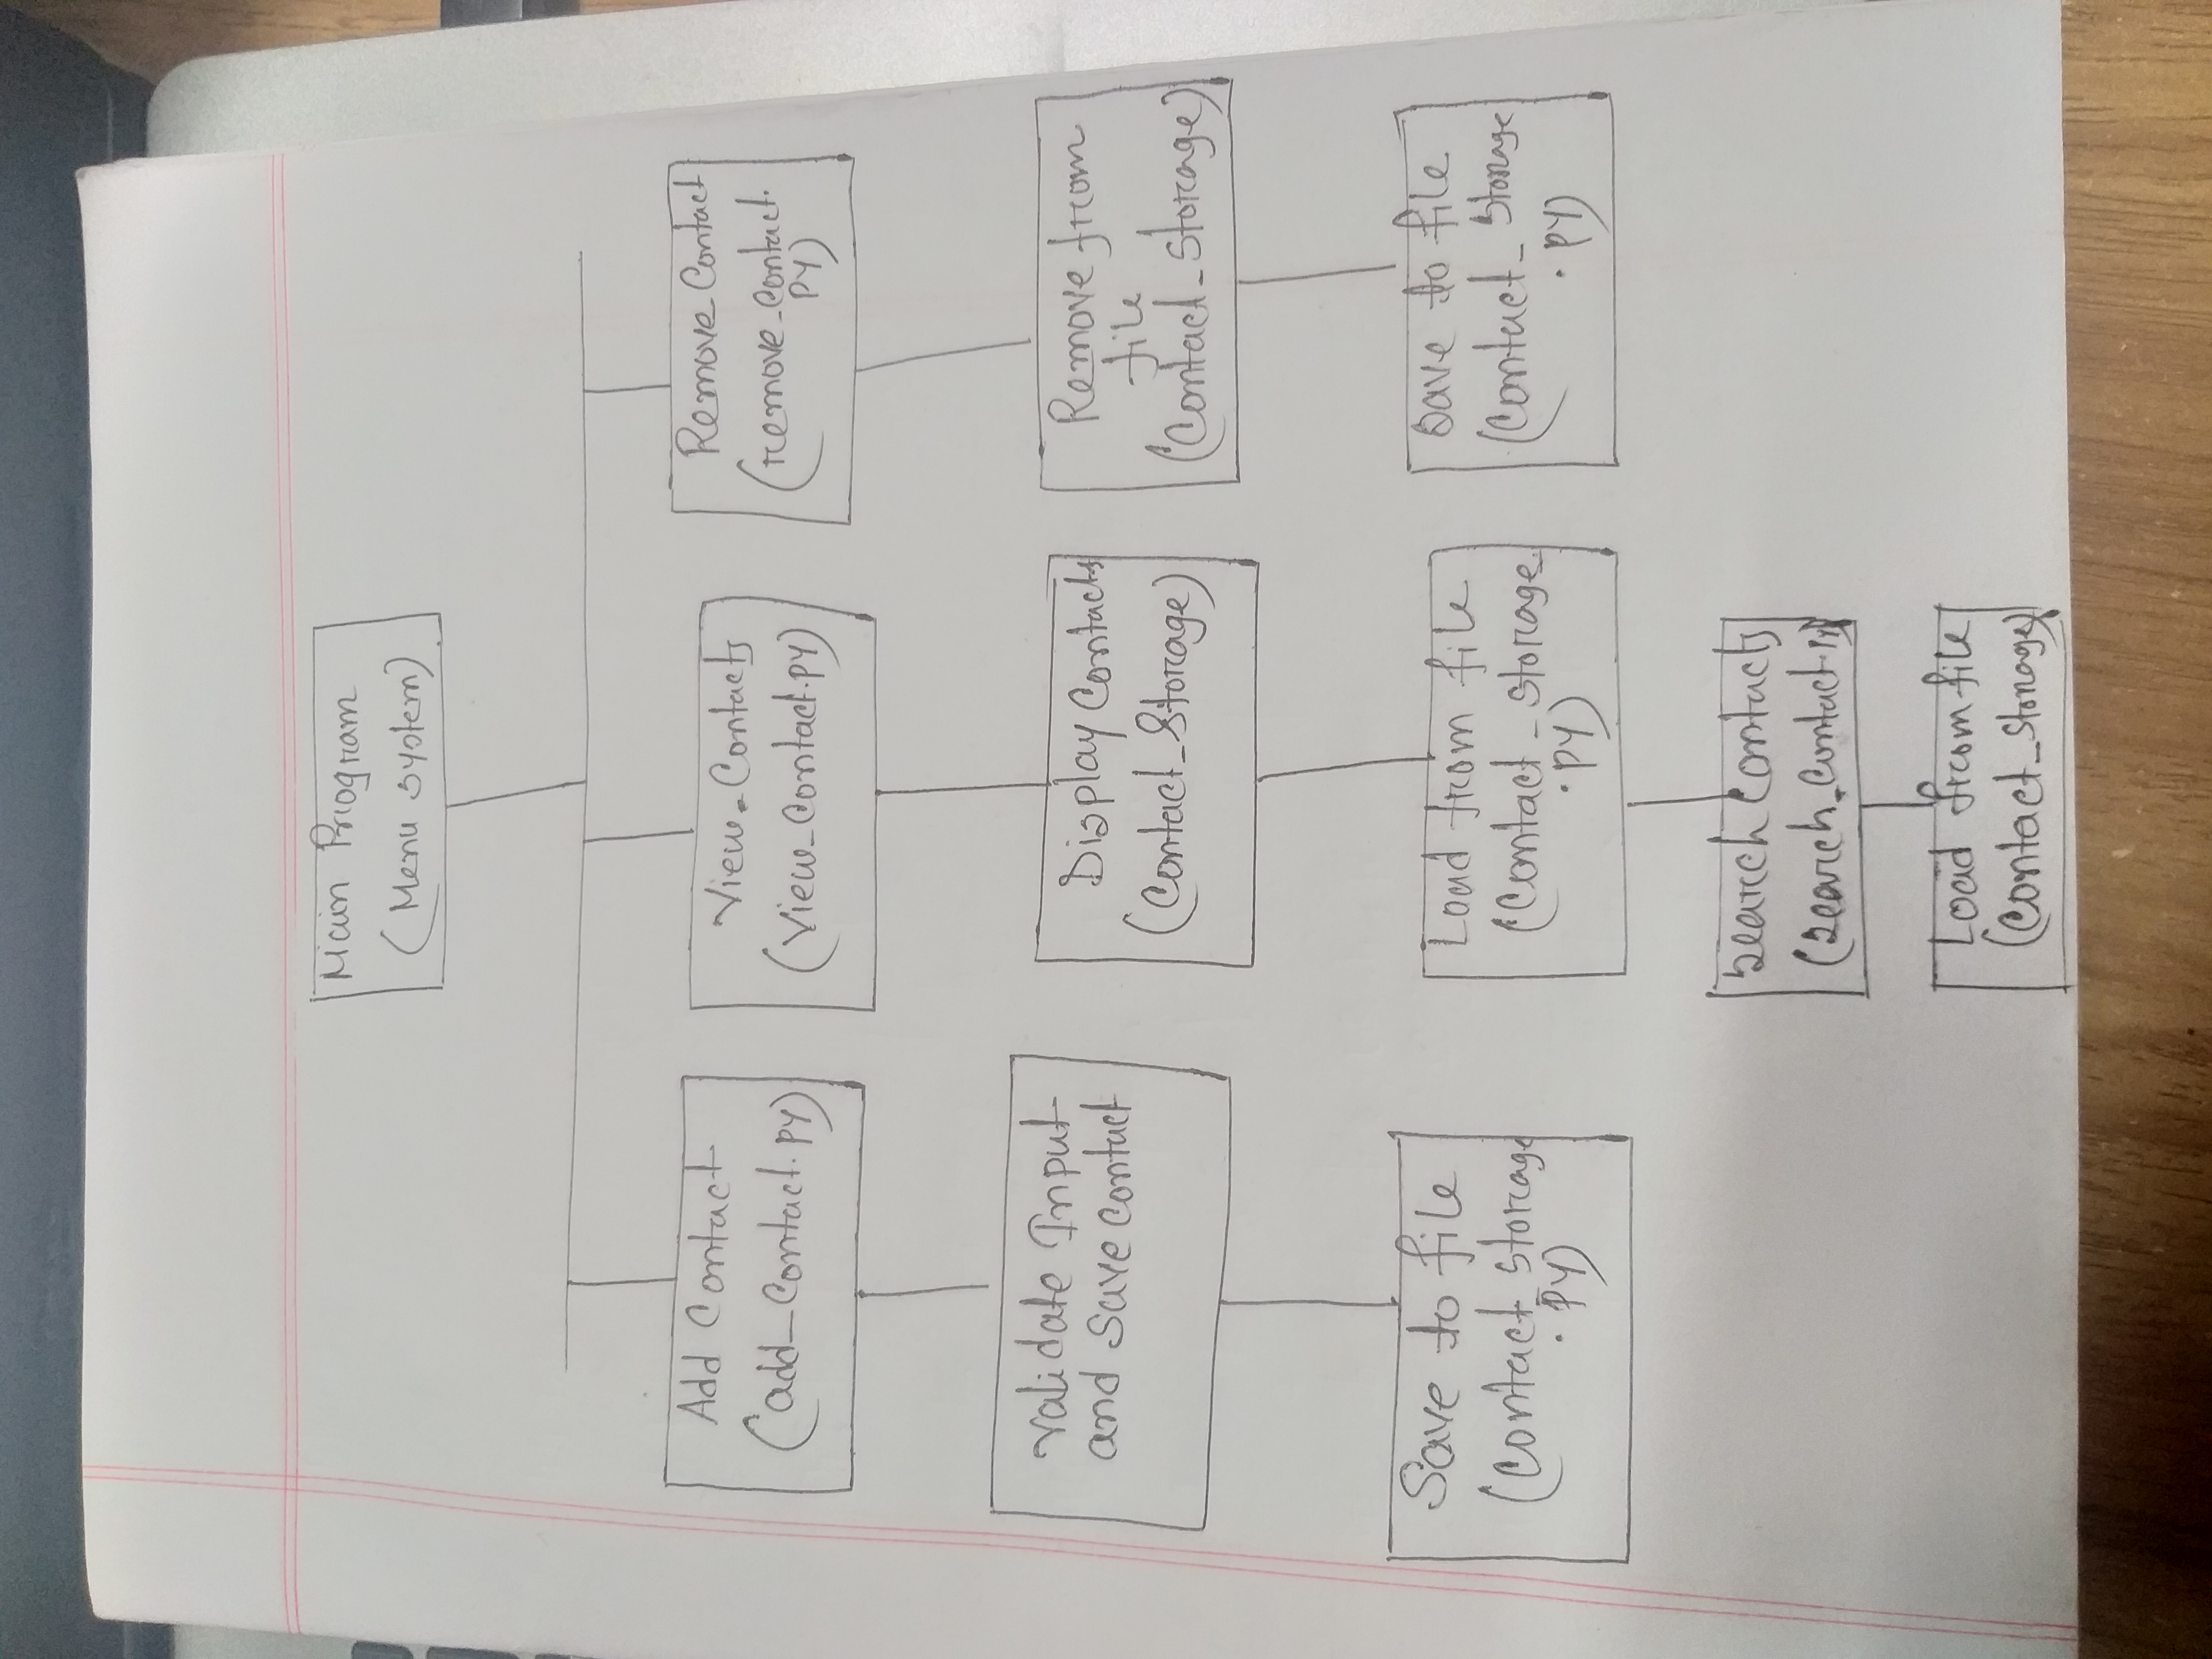 Main Program
(Menu system)
Add Contact
(add_Contact.py)
View_Contacts
(View_Contact.py)
Remove Contact
(remove_Contact.
py)
Validate Input
and Save contact
Display Contacts
(Contact_Storage)
Remove from
file
(Contact_Storage)
Save to file
(Contact_Storage
.py)
Load from file
(Contact_Storage
.py)
Save to file
(Contact_Storage
.py)
Search Contacts
(Search_Contact.py)
Load from file
(Contact_Storage)